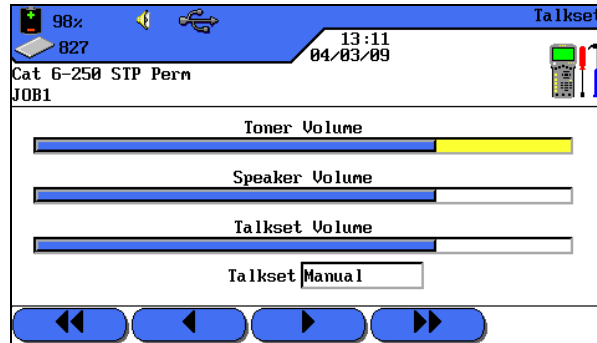 98%
Talkset
827
13:11
04/03/09
Cat 6-250 STP Perm
JOB1
Toner Volume
Speaker Volume
Talkset Volume
Talkset Manual